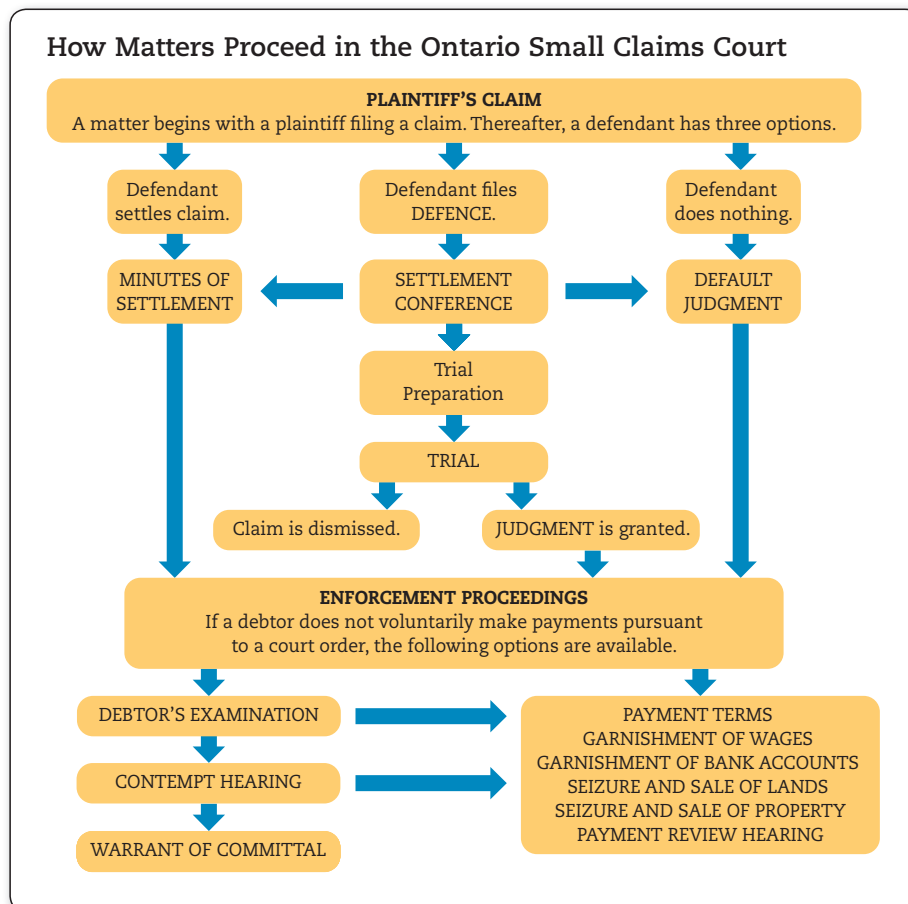 How Matters Proceed in the Ontario Small Claims Court
PLAINTIFF’S CLAIM
A matter begins with a plaintiff filing a claim. Thereafter, a defendant has three options.
Defendant
settles claim.
Defendant files
DEFENCE.
Defendant
does nothing.
MINUTES OF
SETTLEMENT
SETTLEMENT
CONFERENCE
DEFAULT
JUDGMENT
Trial
Preparation
TRIAL
Claim is dismissed.
JUDGMENT is granted.
ENFORCEMENT PROCEEDINGS
If a debtor does not voluntarily make payments pursuant
to a court order, the following options are available.
DEBTOR’S EXAMINATION
CONTEMPT HEARING
WARRANT OF COMMITTAL
PAYMENT TERMS
GARNISHMENT OF WAGES
GARNISHMENT OF BANK ACCOUNTS
SEIZURE AND SALE OF LANDS
SEIZURE AND SALE OF PROPERTY
PAYMENT REVIEW HEARING